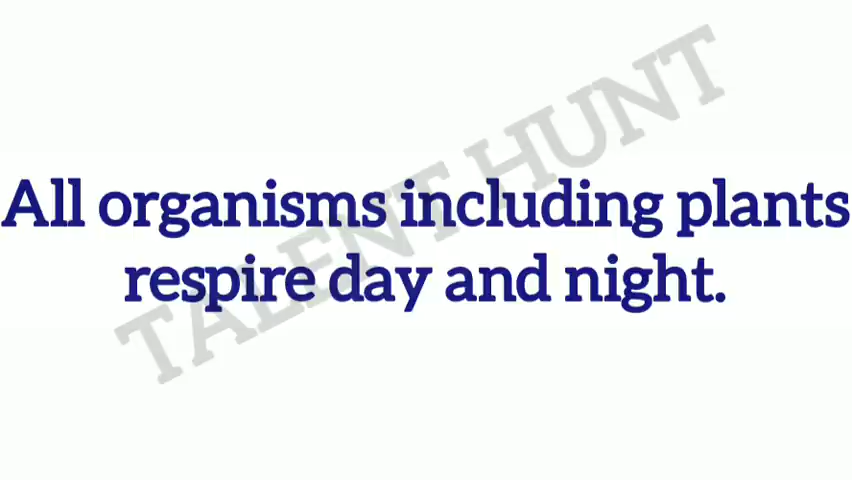 All organisms including plants
respire day and night.
TALENT HUNT